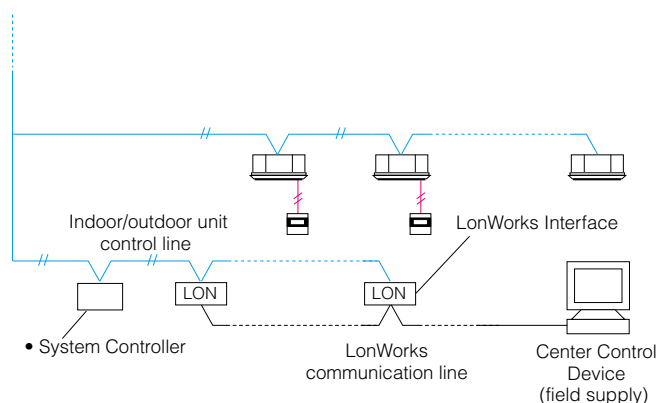 Indoor/outdoor unit
control line
LonWorks Interface
LON
LON
• System Controller
LonWorks
communication line
Center Control
Device
(field supply)